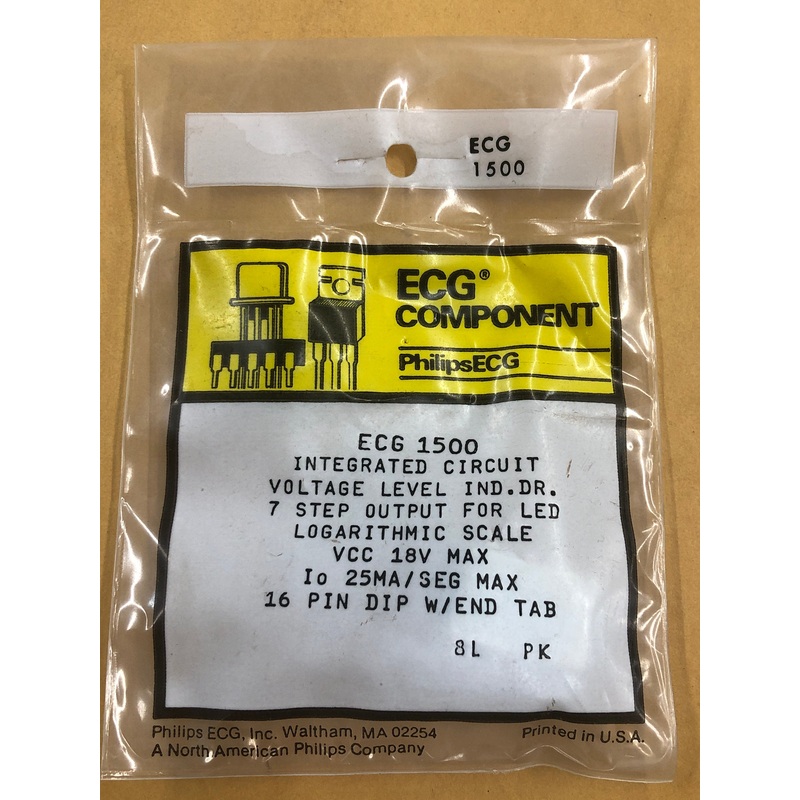 ECG
1500
ECG®
COMPONENT
PhilipsECG
ECG 1500
INTEGRATED CIRCUIT
VOLTAGE LEVEL IND.DR.
7 STEP OUTPUT FOR LED
LOGARITHMIC SCALE
VCC 18V MAX
Io 25MA/SEG MAX
16 PIN DIP W/END TAB
8L PK
Philips ECG, Inc. Waltham, MA 02254
A North American Philips Company
Printed in U.S.A.